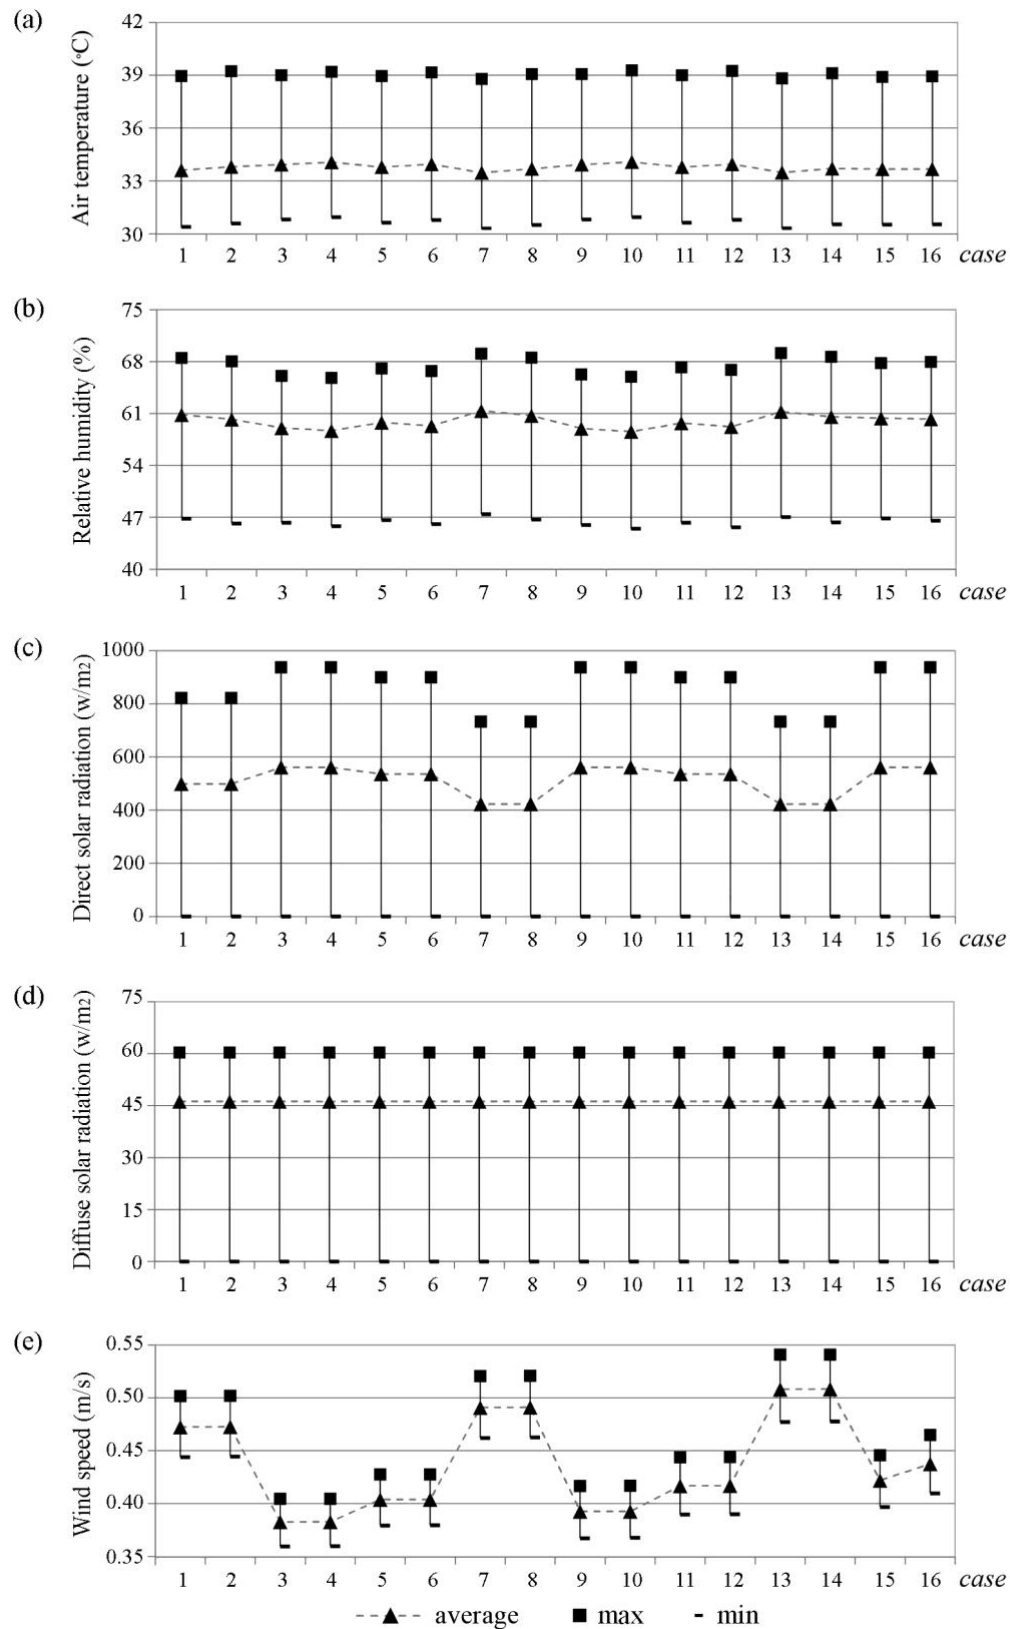 (a)
Air temperature (°C)
42
39
36
33
30
1 2 3 4 5 6 7 8 9 10 11 12 13 14 15 16 case
(b)
Relative humidity (%)
75
68
61
54
47
40
1 2 3 4 5 6 7 8 9 10 11 12 13 14 15 16 case
(c)
Direct solar radiation (w/m2)
1000
800
600
400
200
0
1 2 3 4 5 6 7 8 9 10 11 12 13 14 15 16 case
(d)
Diffuse solar radiation (w/m2)
75
60
45
30
15
0
1 2 3 4 5 6 7 8 9 10 11 12 13 14 15 16 case
(e)
Wind speed (m/s)
0.55
0.50
0.45
0.40
0.35
1 2 3 4 5 6 7 8 9 10 11 12 13 14 15 16 case
average max min